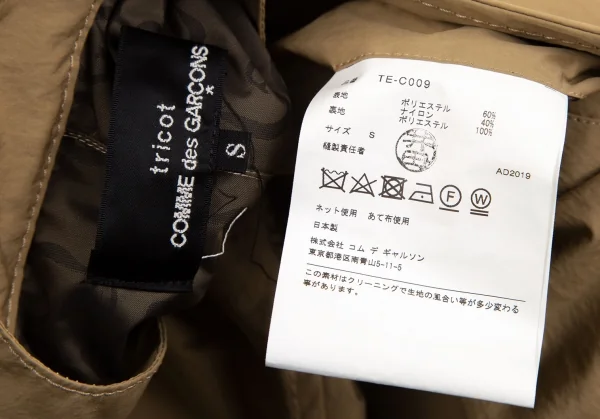 tricot
COMME des GARÇONS
S
品番 TE-C009
表地 ポリエステル 60%
ナイロン 40%
裏地 ポリエステル 100%
サイズ S
縫製責任者
AD2019
F W
ネット使用 あて布使用
日本製
株式会社 コム デ ギャルソン
東京都港区南青山5-11-5
この素材はクリーニングで生地の風合い等が多少変わる
事があります。